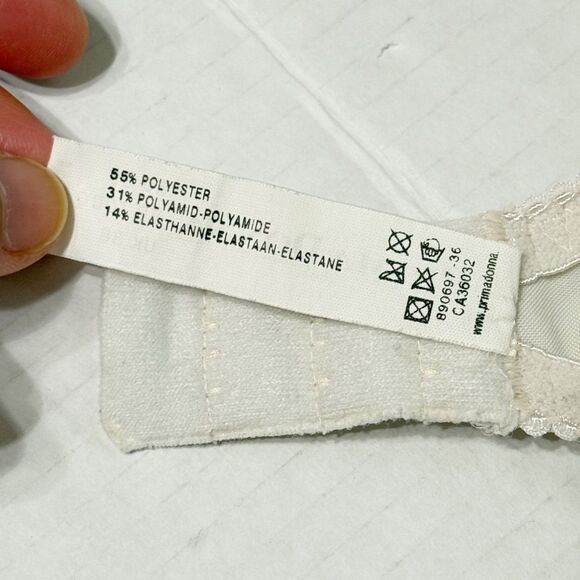 55% POLYESTER
31% POLYAMID-POLYAMIDE
14% ELASTHANNE-ELASTAAN-ELASTANE
890697-36
CA36032
www.primadonna.